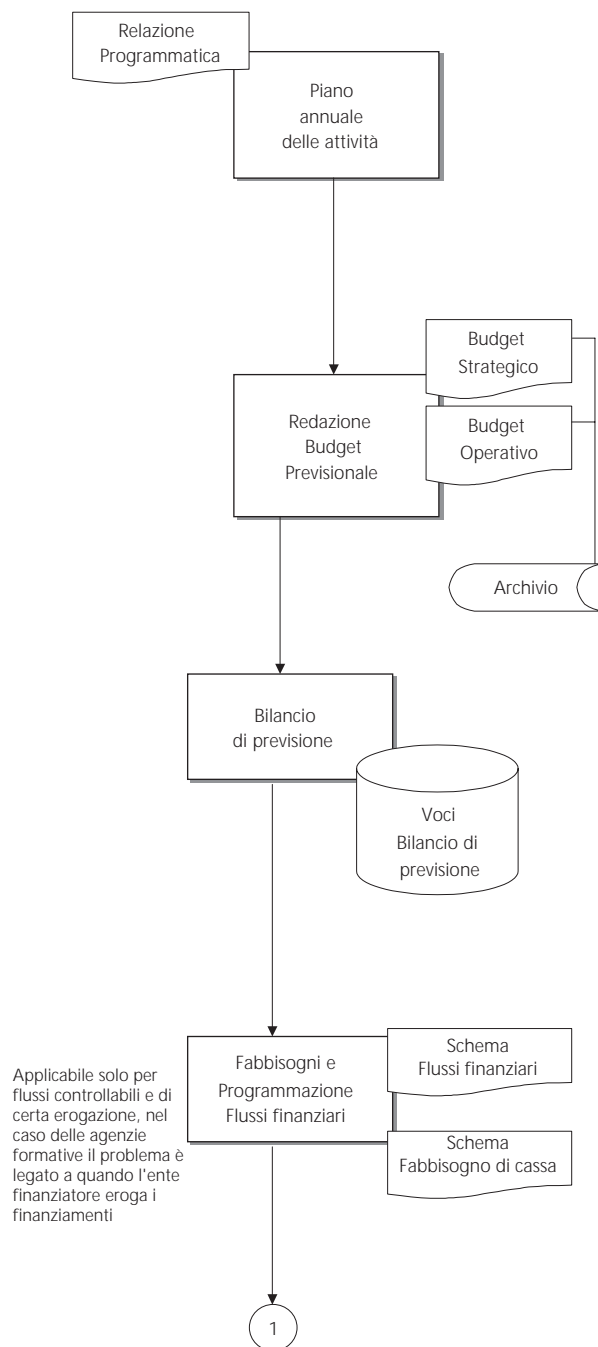 Relazione
Programmatica
Piano
annuale
delle attività
Budget
Strategico
Redazione
Budget
Previsionale
Budget
Operativo
Archivio
Bilancio
di previsione
Voci
Bilancio di
previsione
Fabbisogni e
Programmazione
Flussi finanziari
Schema
Flussi finanziari
Schema
Fabbisogno di cassa
Applicabile solo per
flussi controllabili e di
certa erogazione, nel
caso delle agenzie
formative il problema è
legato a quando l'ente
finanziatore eroga i
finanziamenti
1